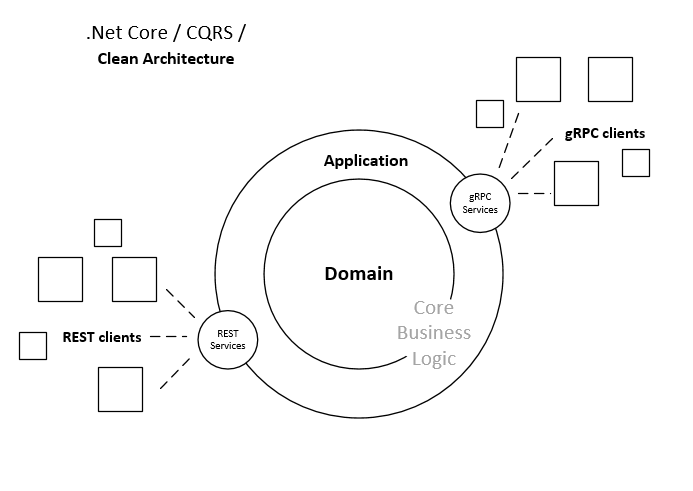 .Net Core / CQRS /
Clean Architecture
gRPC clients
Application
gRPC
Services
Domain
Core
Business
Logic
REST clients
REST
Services